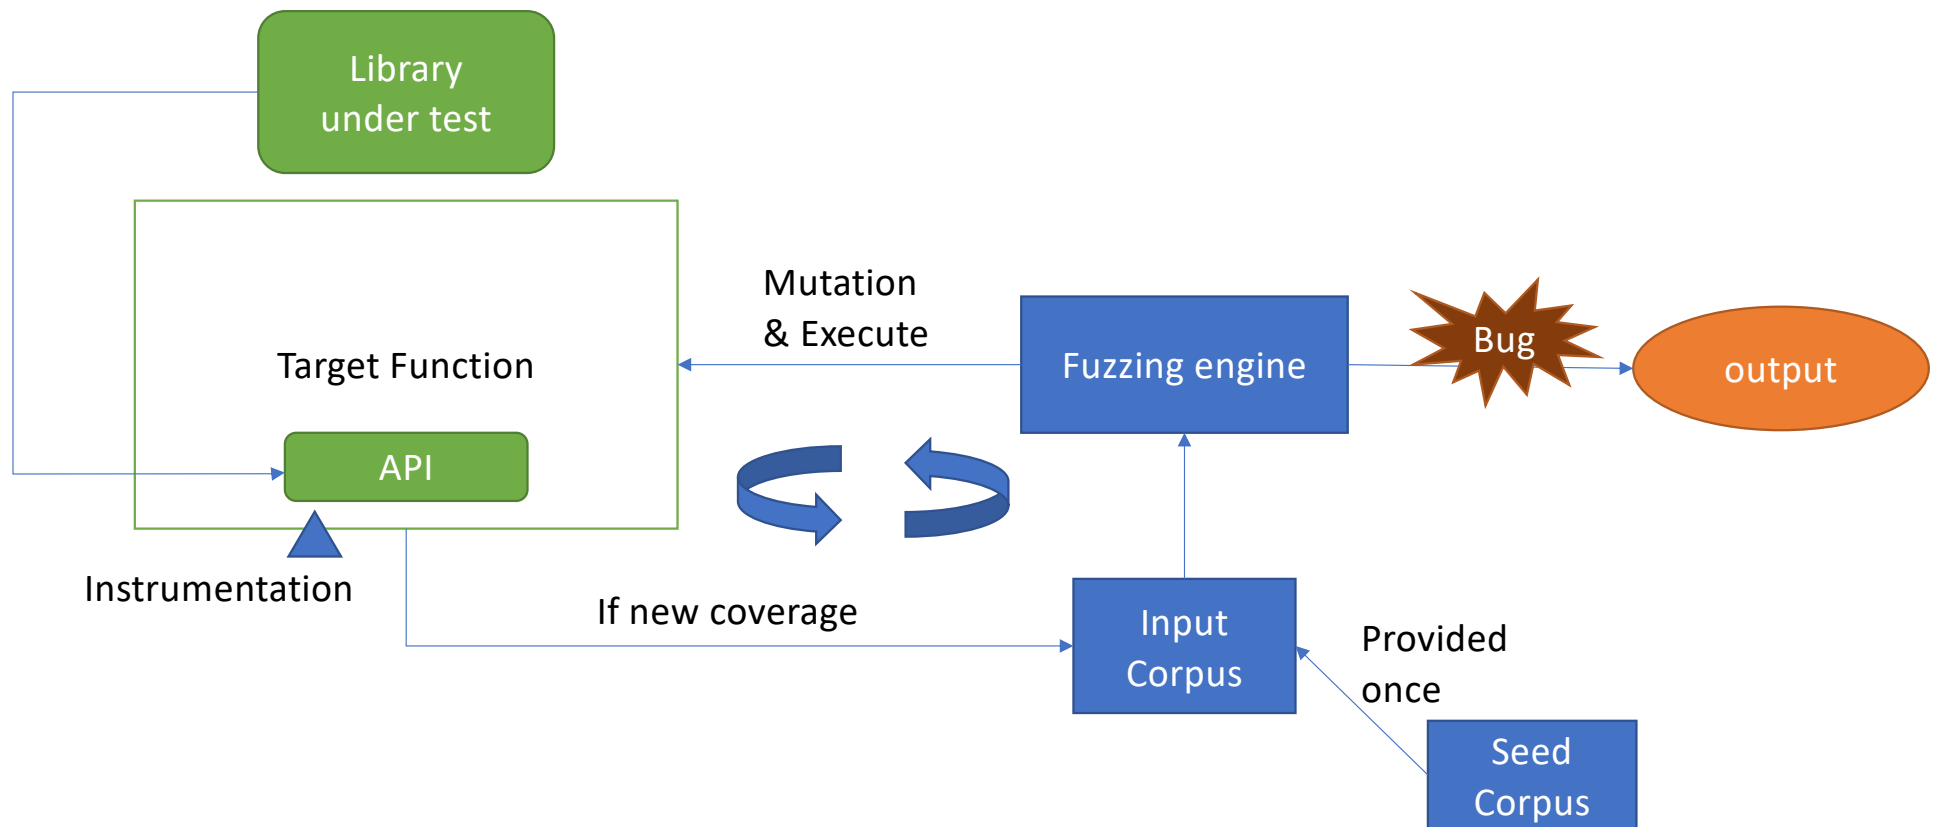 Library
under test
Mutation
& Execute
Target Function
Fuzzing engine
Bug
output
API
Instrumentation
If new coverage
Input
Corpus
Provided
once
Seed
Corpus